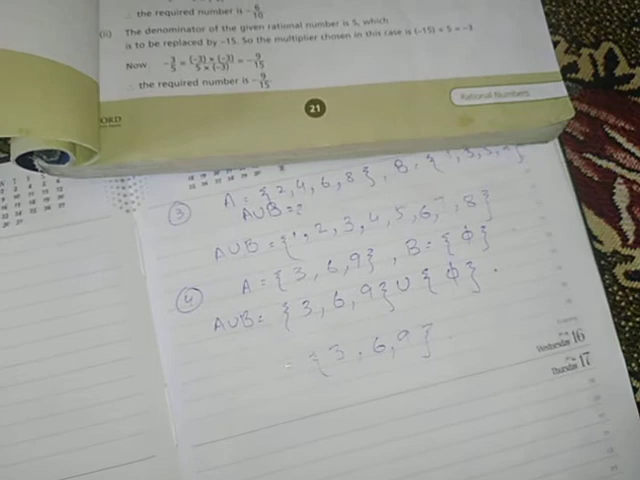 ∴ the required number is -6/10
(ii) The denominator of the given rational number is 5, which
is to be replaced by -15. So the multiplier chosen in this case is (-15) ÷ 5 = -3
Now -3/5 = (-3) × (-3)/5 × (-3) = -9/15
∴ the required number is -9/15.
21
Rational Numbers
③ A = {2, 4, 6, 8}, B = {1, 3, 5, 7}
A∪B = ?
A∪B = {1, 2, 3, 4, 5, 6, 7, 8}
④ A = {3, 6, 9}, B = {ϕ}
A∪B = {3, 6, 9} ∪ {ϕ}.
= {3, 6, 9}.
Wednesday 16
Thursday 17